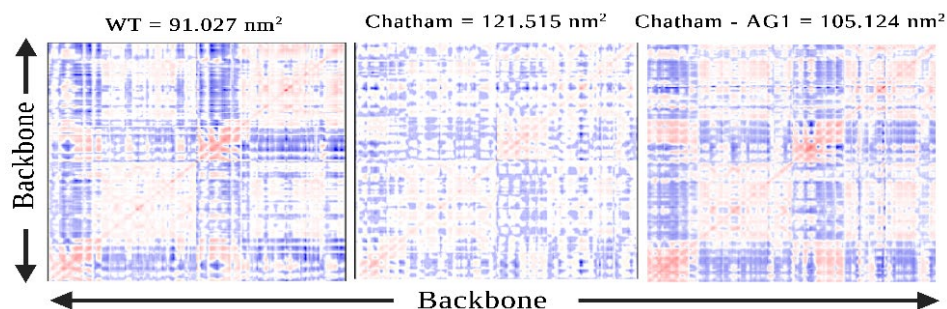 WT = 91.027 nm²
Chatham = 121.515 nm²
Chatham - AG1 = 105.124 nm²
Backbone
Backbone